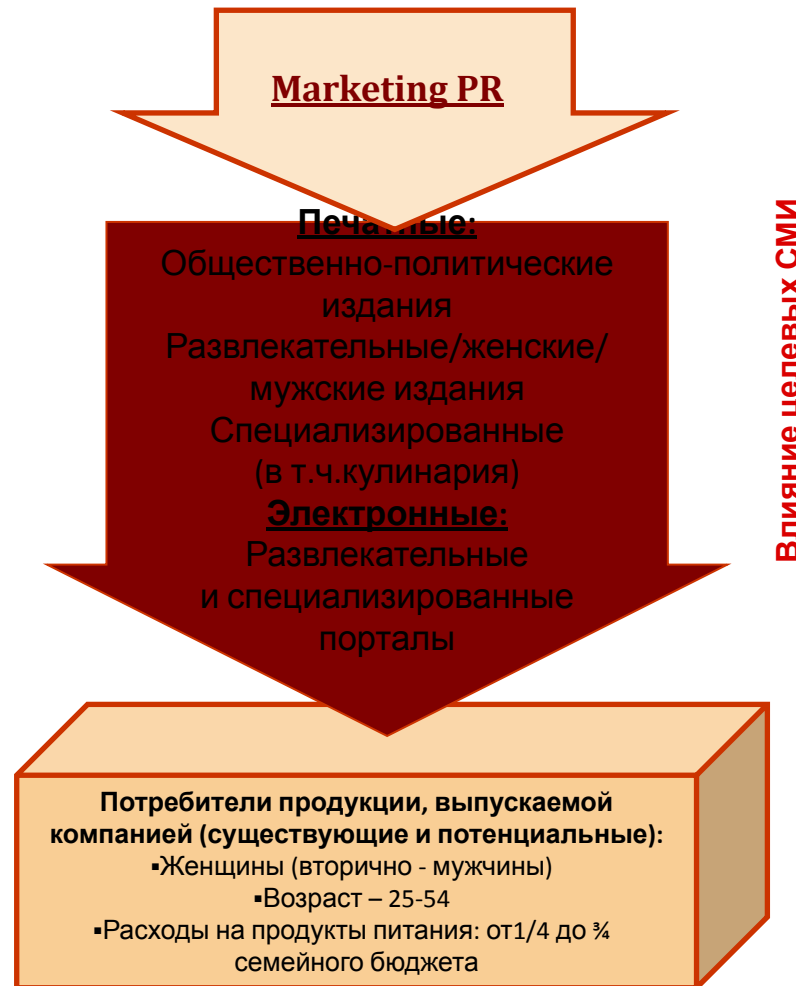 Marketing PR
Печатные:
Общественно-политические
издания
Развлекательные/женские/
мужские издания
Специализированные
(в т.ч.кулинария)
Электронные:
Развлекательные
и специализированные
порталы
Влияние целевых СМИ
Потребители продукции, выпускаемой
компанией (существующие и потенциальные):
▪Женщины (вторично - мужчины)
▪Возраст – 25-54
▪Расходы на продукты питания: от1/4 до ¾
семейного бюджета